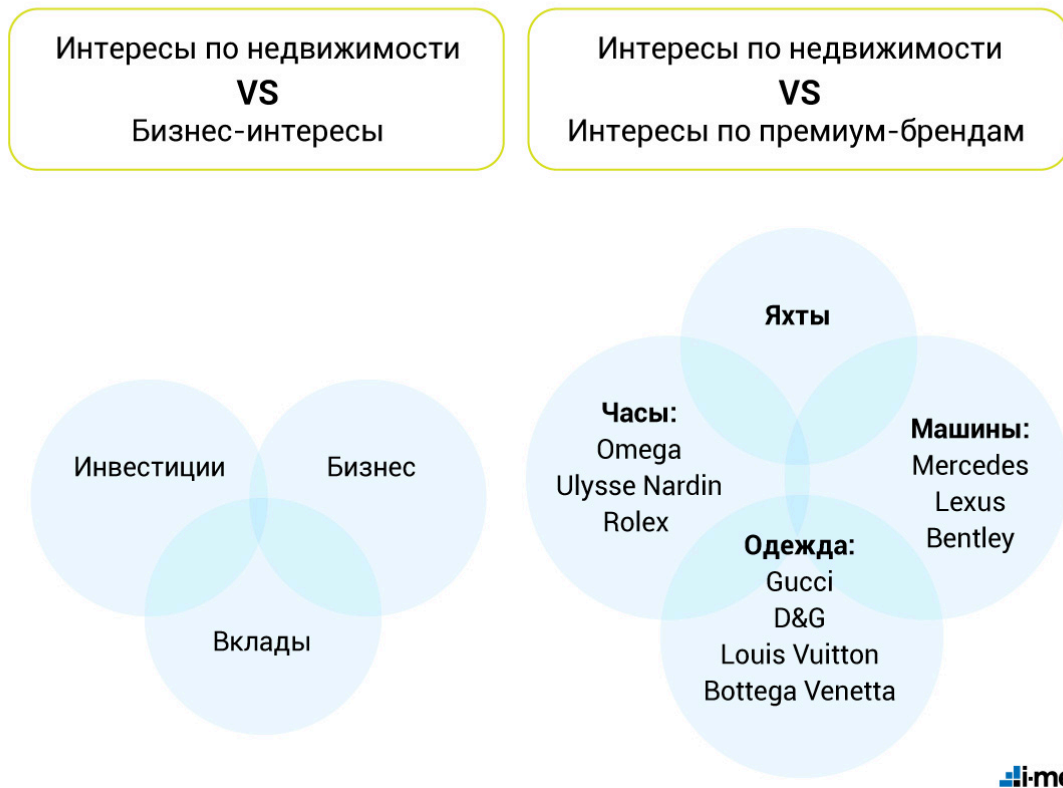 Интересы по недвижимости
VS
Бизнес-интересы
Интересы по недвижимости
VS
Интересы по премиум-брендам
Инвестиции
Бизнес
Вклады
Яхты
Часы:
Omega
Ulysse Nardin
Rolex
Машины:
Mercedes
Lexus
Bentley
Одежда:
Gucci
D&G
Louis Vuitton
Bottega Venetta